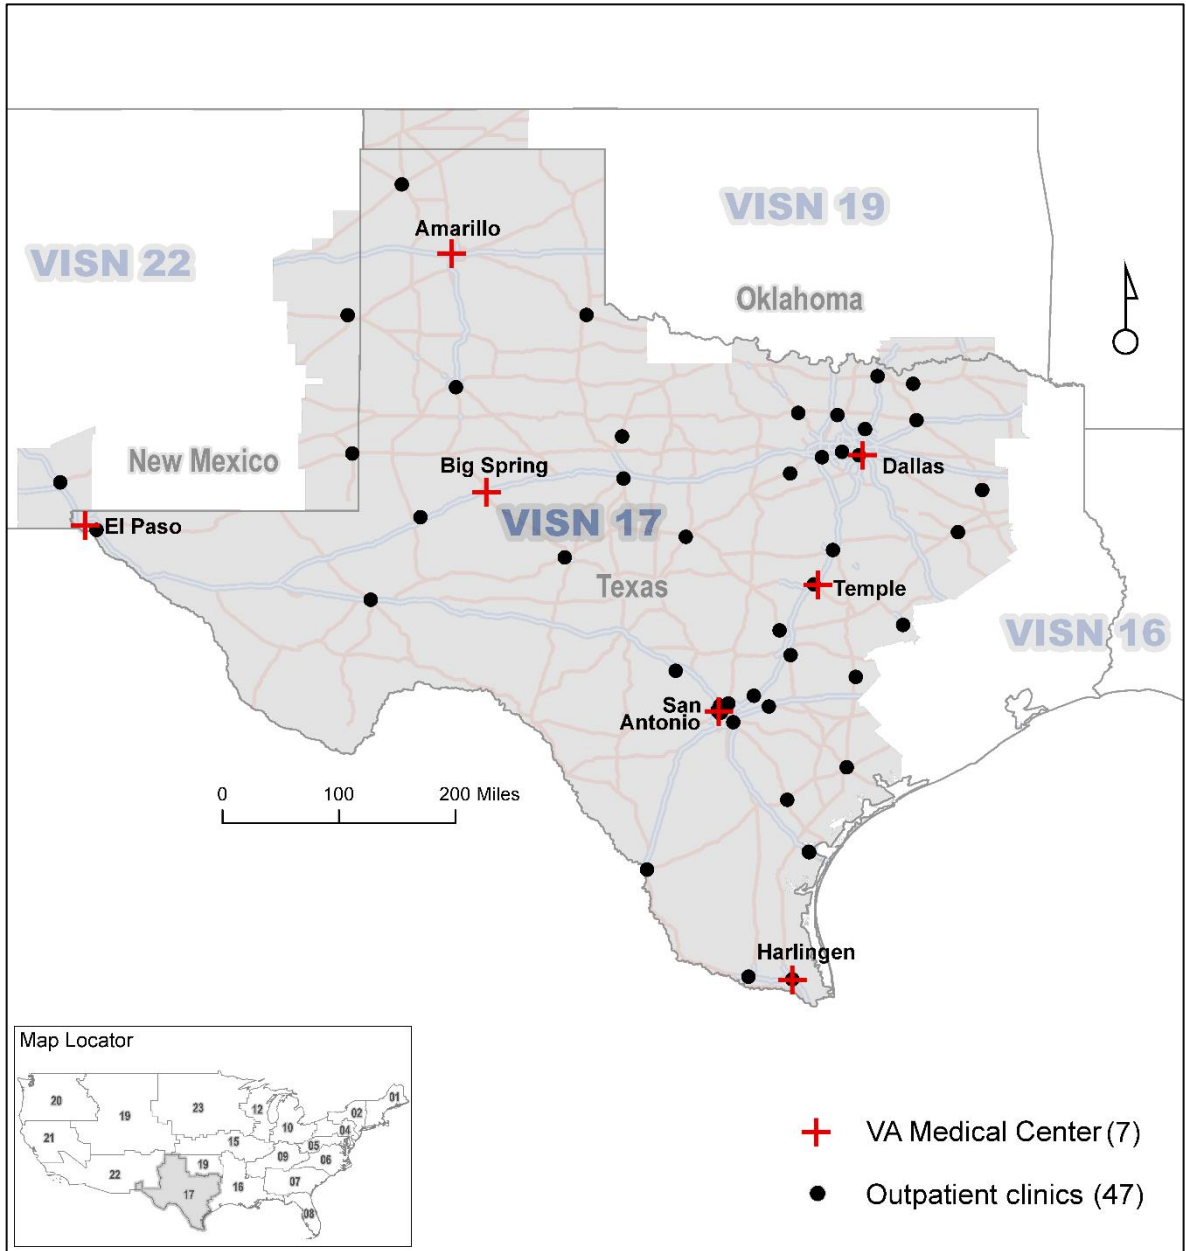 VISN 19
Amarillo
VISN 22
Oklahoma
New Mexico
Big Spring
Dallas
VISN 17
El Paso
Texas
Temple
VISN 16
San
Antonio
0 100 200 Miles
Harlingen
Map Locator
01
20
12
02
23
19
10
04
21
15
05
09
06
22
19
07
17
16
08
VA Medical Center (7)
Outpatient clinics (47)